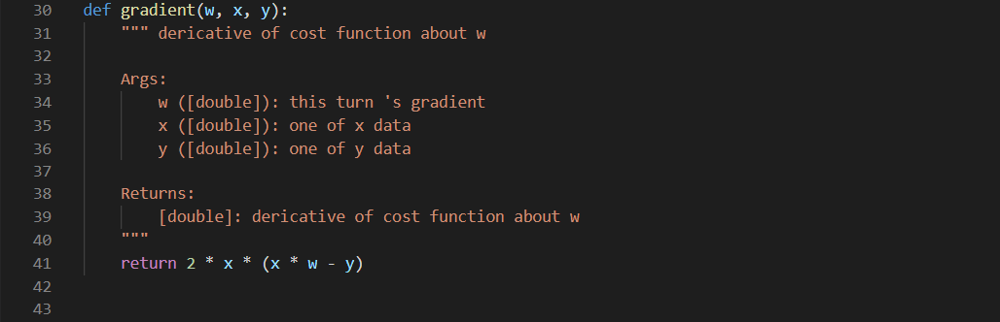 30 def gradient(w, x, y):
31 """ dericative of cost function about w
32
33 Args:
34 w ([double]): this turn 's gradient
35 x ([double]): one of x data
36 y ([double]): one of y data
37
38 Returns:
39 [double]: dericative of cost function about w
40 """
41 return 2 * x * (x * w - y)
42
43